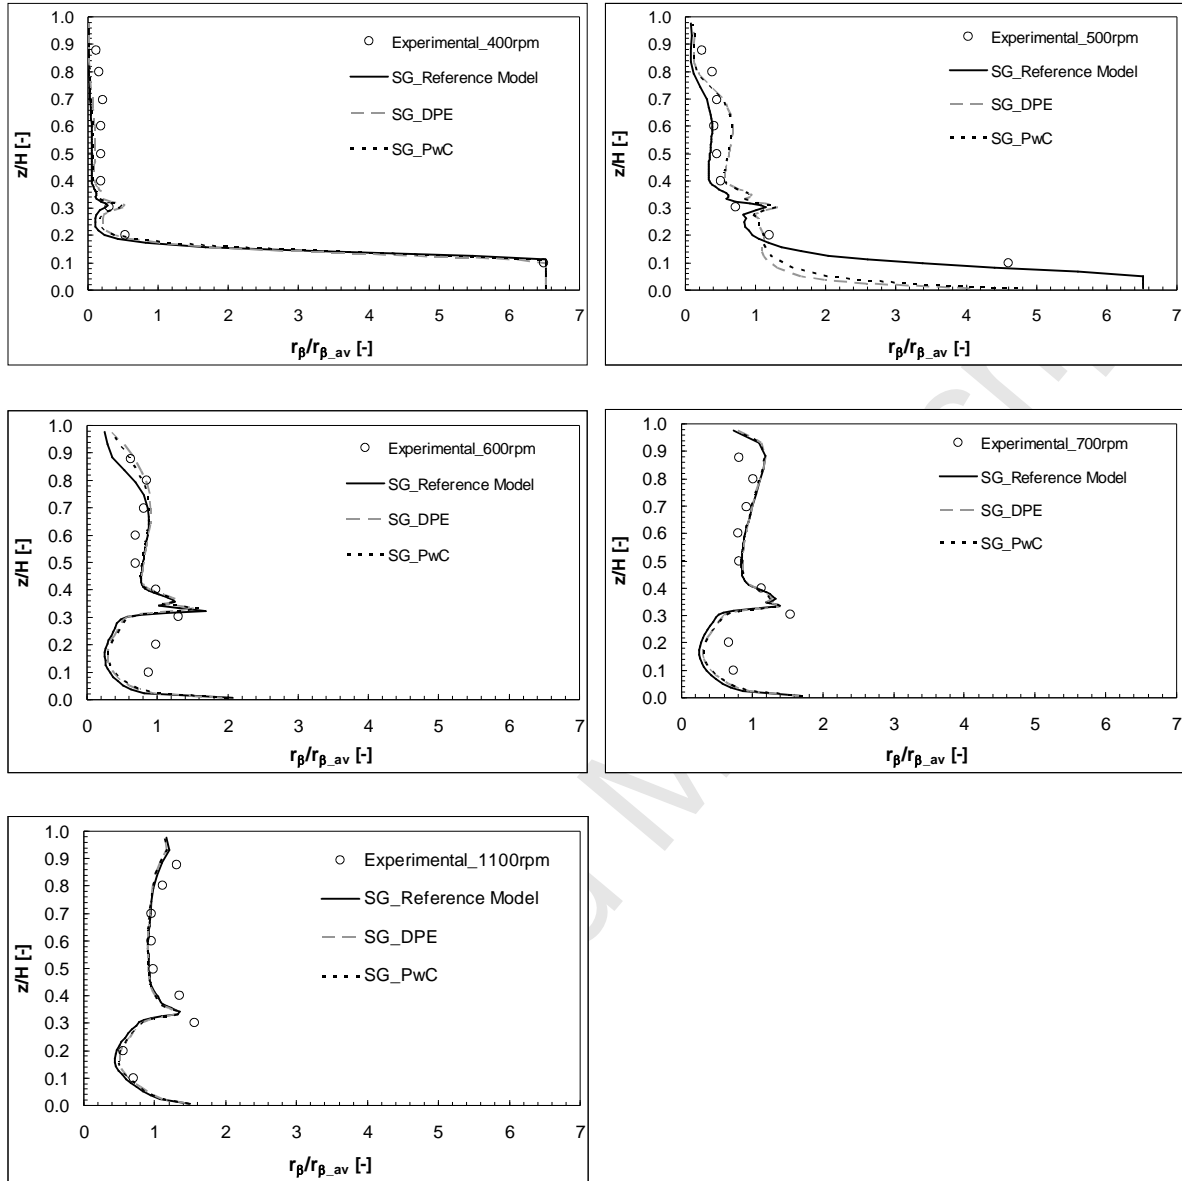 1.0
0.9
0.8
0.7
0.6
0.5
0.4
0.3
0.2
0.1
0.0
z/H [-]
Experimental_400rpm
SG_Reference Model
SG_DPE
SG_PwC
0 1 2 3 4 5 6 7
rβ/rβ_av [-]
1.0
0.9
0.8
0.7
0.6
0.5
0.4
0.3
0.2
0.1
0.0
z/H [-]
Experimental_500rpm
SG_Reference Model
SG_DPE
SG_PwC
0 1 2 3 4 5 6 7
rβ/rβ_av [-]
1.0
0.9
0.8
0.7
0.6
0.5
0.4
0.3
0.2
0.1
0.0
z/H [-]
Experimental_600rpm
SG_Reference Model
SG_DPE
SG_PwC
0 1 2 3 4 5 6 7
rβ/rβ_av [-]
1.0
0.9
0.8
0.7
0.6
0.5
0.4
0.3
0.2
0.1
0.0
z/H [-]
Experimental_700rpm
SG_Reference Model
SG_DPE
SG_PwC
0 1 2 3 4 5 6 7
rβ/rβ_av [-]
1.0
0.9
0.8
0.7
0.6
0.5
0.4
0.3
0.2
0.1
0.0
z/H [-]
Experimental_1100rpm
SG_Reference Model
SG_DPE
SG_PwC
0 1 2 3 4 5 6 7
rβ/rβ_av [-]